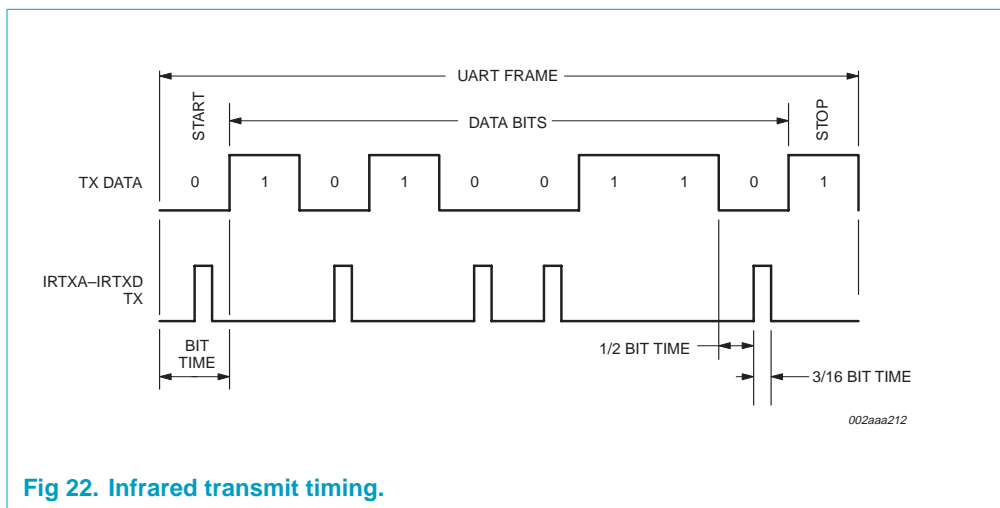 UART FRAME
START
DATA BITS
STOP
TX DATA
0 1 0 1 0 0 1 1 0 1
IRTXA–IRTXD
TX
BIT
TIME
1/2 BIT TIME
3/16 BIT TIME
002aaa212
Fig 22. Infrared transmit timing.